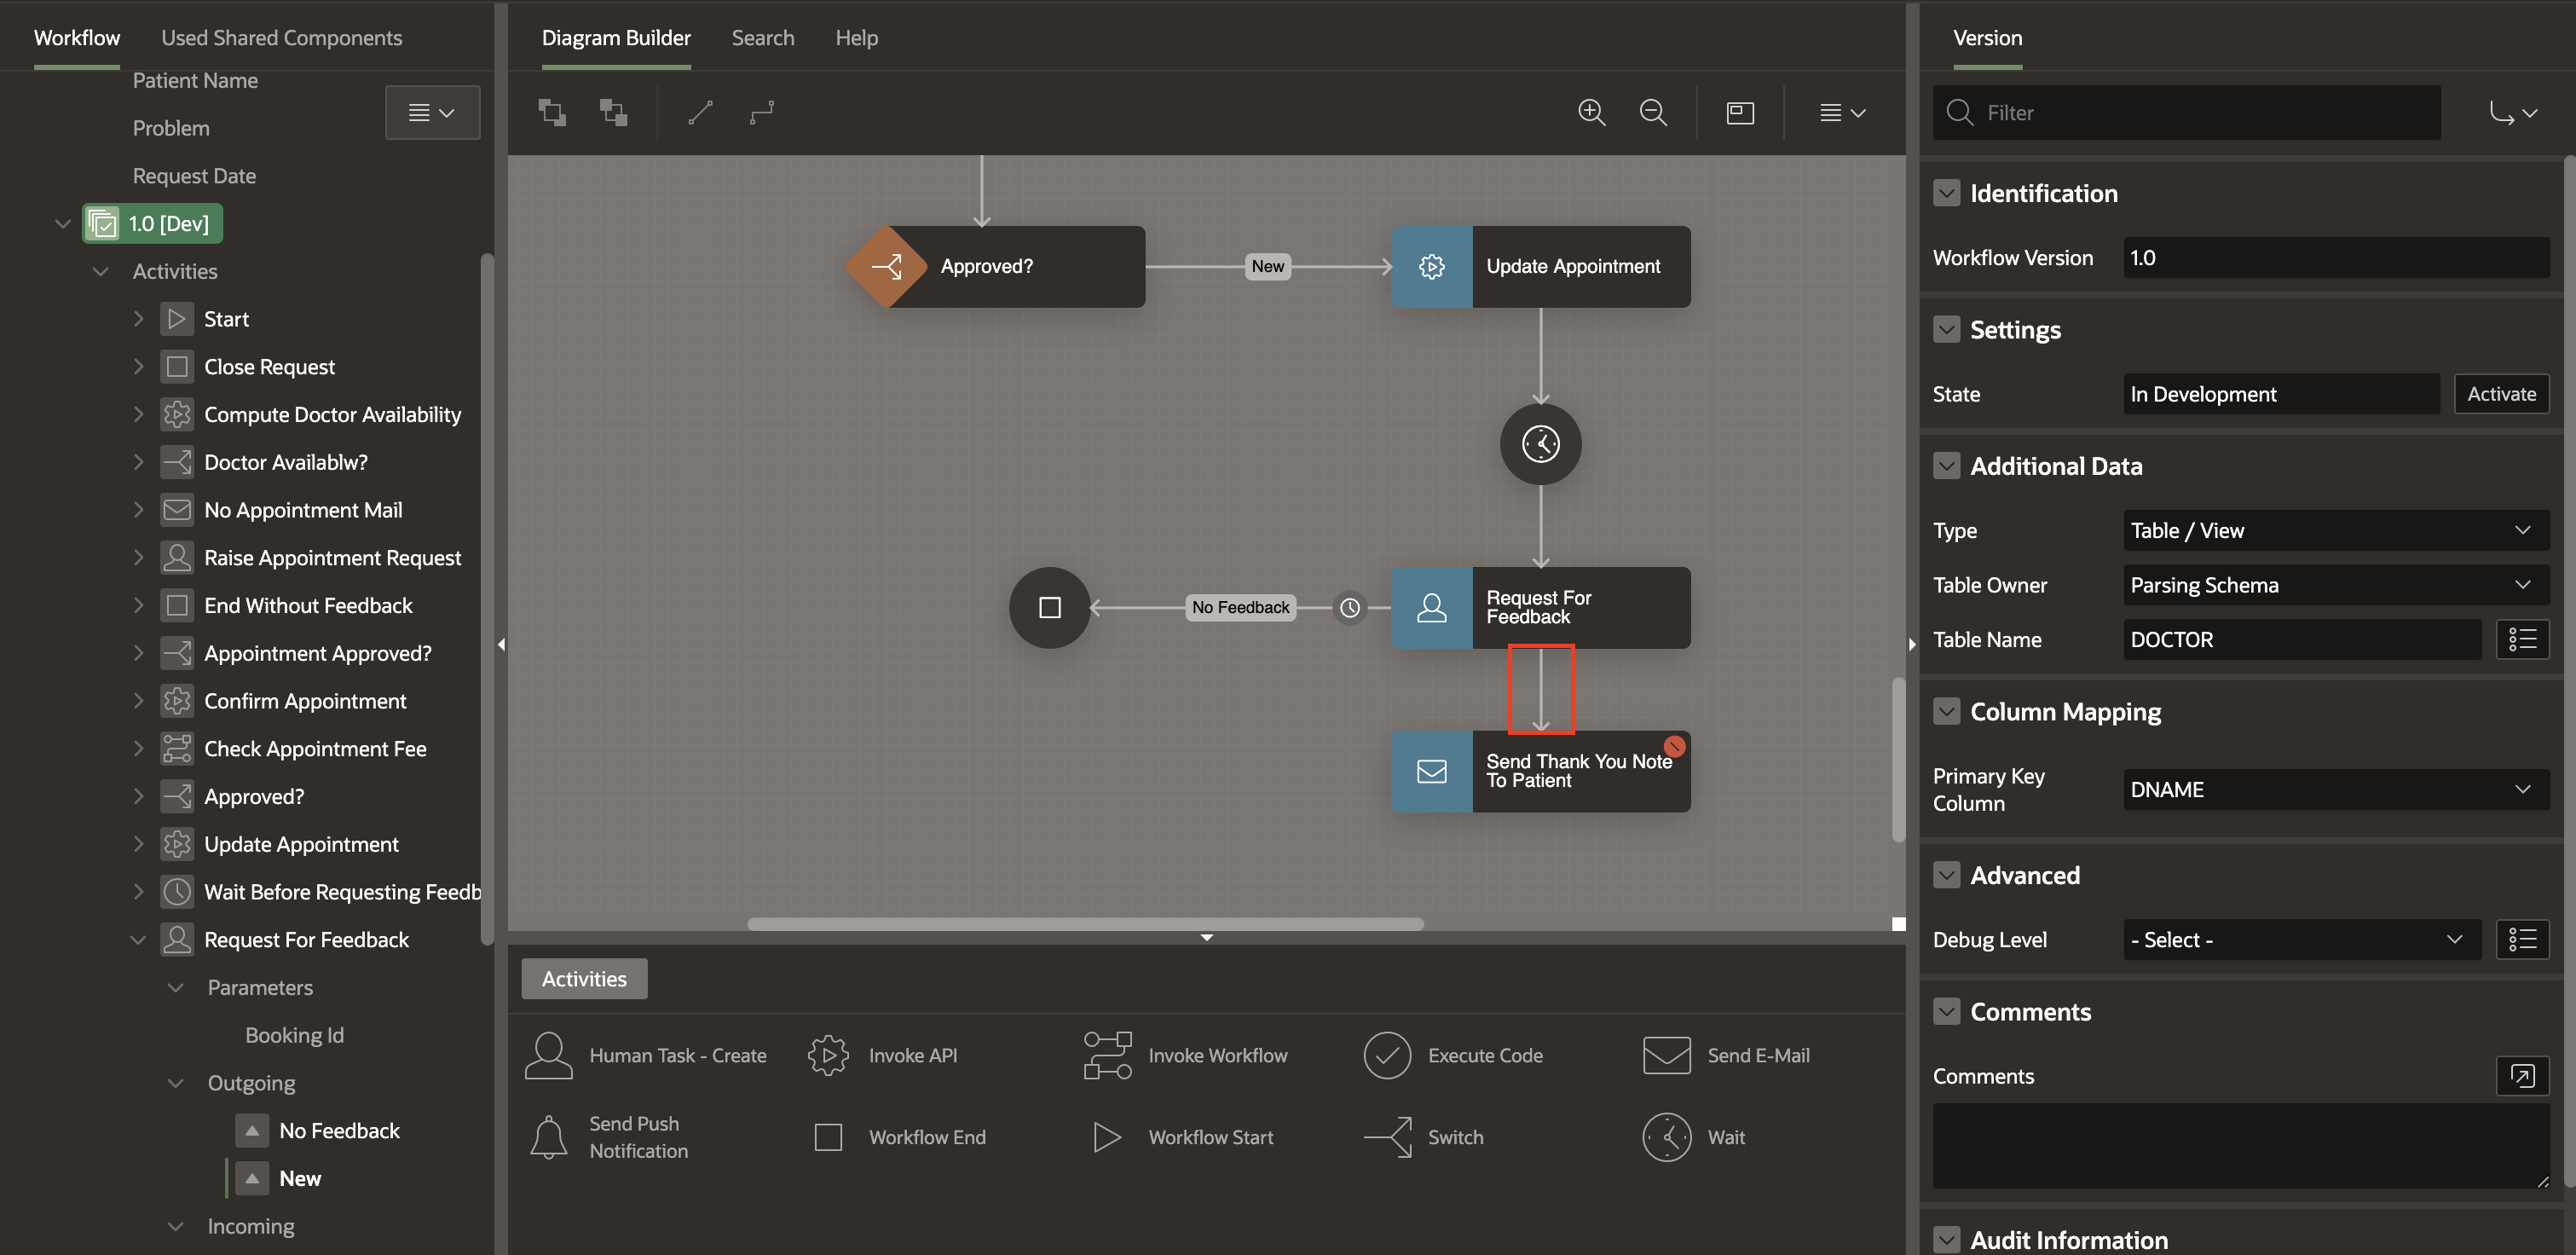 Workflow
Used Shared Components
Patient Name
Problem
Request Date
1.0 [Dev]
Activities
Start
Close Request
Compute Doctor Availability
Doctor Availablw?
No Appointment Mail
Raise Appointment Request
End Without Feedback
Appointment Approved?
Confirm Appointment
Check Appointment Fee
Approved?
Update Appointment
Wait Before Requesting Feedb
Request For Feedback
Parameters
Booking Id
Outgoing
No Feedback
New
Incoming
Diagram Builder
Search
Help
Approved?
New
Update Appointment
No Feedback
Request For
Feedback
Send Thank You Note
To Patient
Activities
Human Task - Create
Invoke API
Invoke Workflow
Execute Code
Send E-Mail
Send Push
Notification
Workflow End
Workflow Start
Switch
Wait
Version
Filter
Identification
Workflow Version
1.0
Settings
State
In Development
Activate
Additional Data
Type
Table / View
Table Owner
Parsing Schema
Table Name
DOCTOR
Column Mapping
Primary Key
Column
DNAME
Advanced
Debug Level
- Select -
Comments
Comments
Audit Information